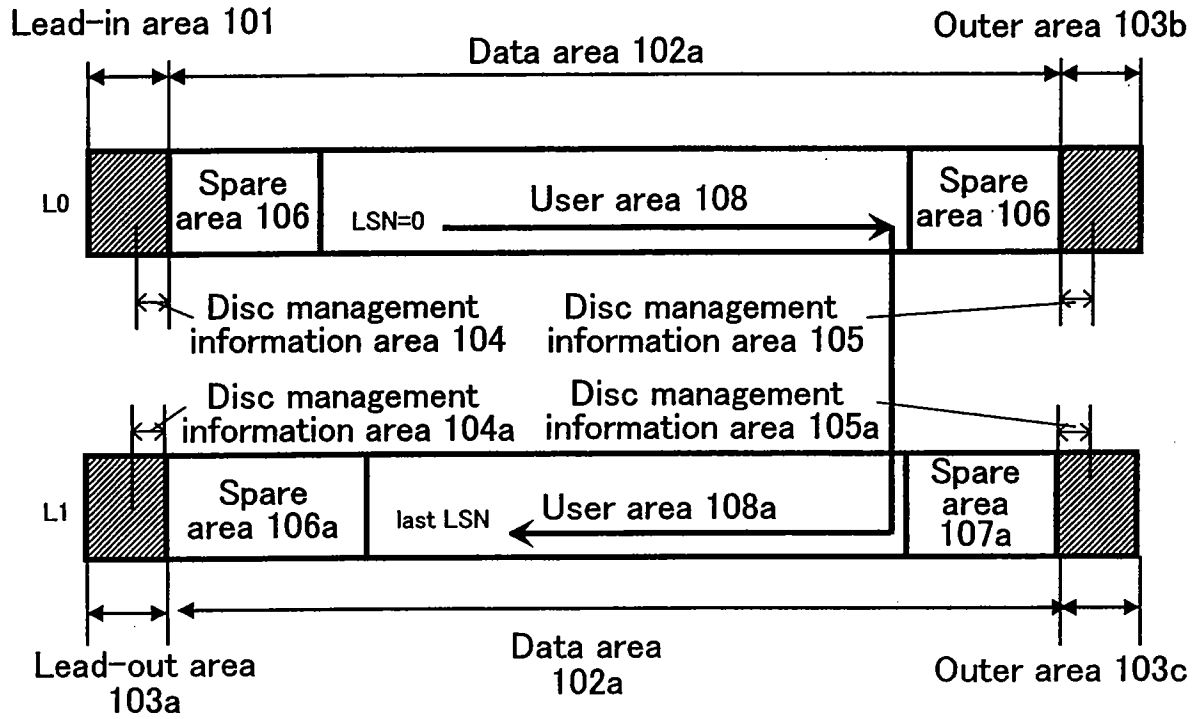 Lead-in area 101
Data area 102a
Outer area 103b
L0
Spare
area 106
LSN=0
User area 108
Spare
area 106
Disc management
information area 104
Disc management
information area 105
Disc management
information area 104a
Disc management
information area 105a
L1
Spare
area 106a
last LSN
User area 108a
Spare
area
107a
Lead-out area
103a
Data area
102a
Outer area 103c